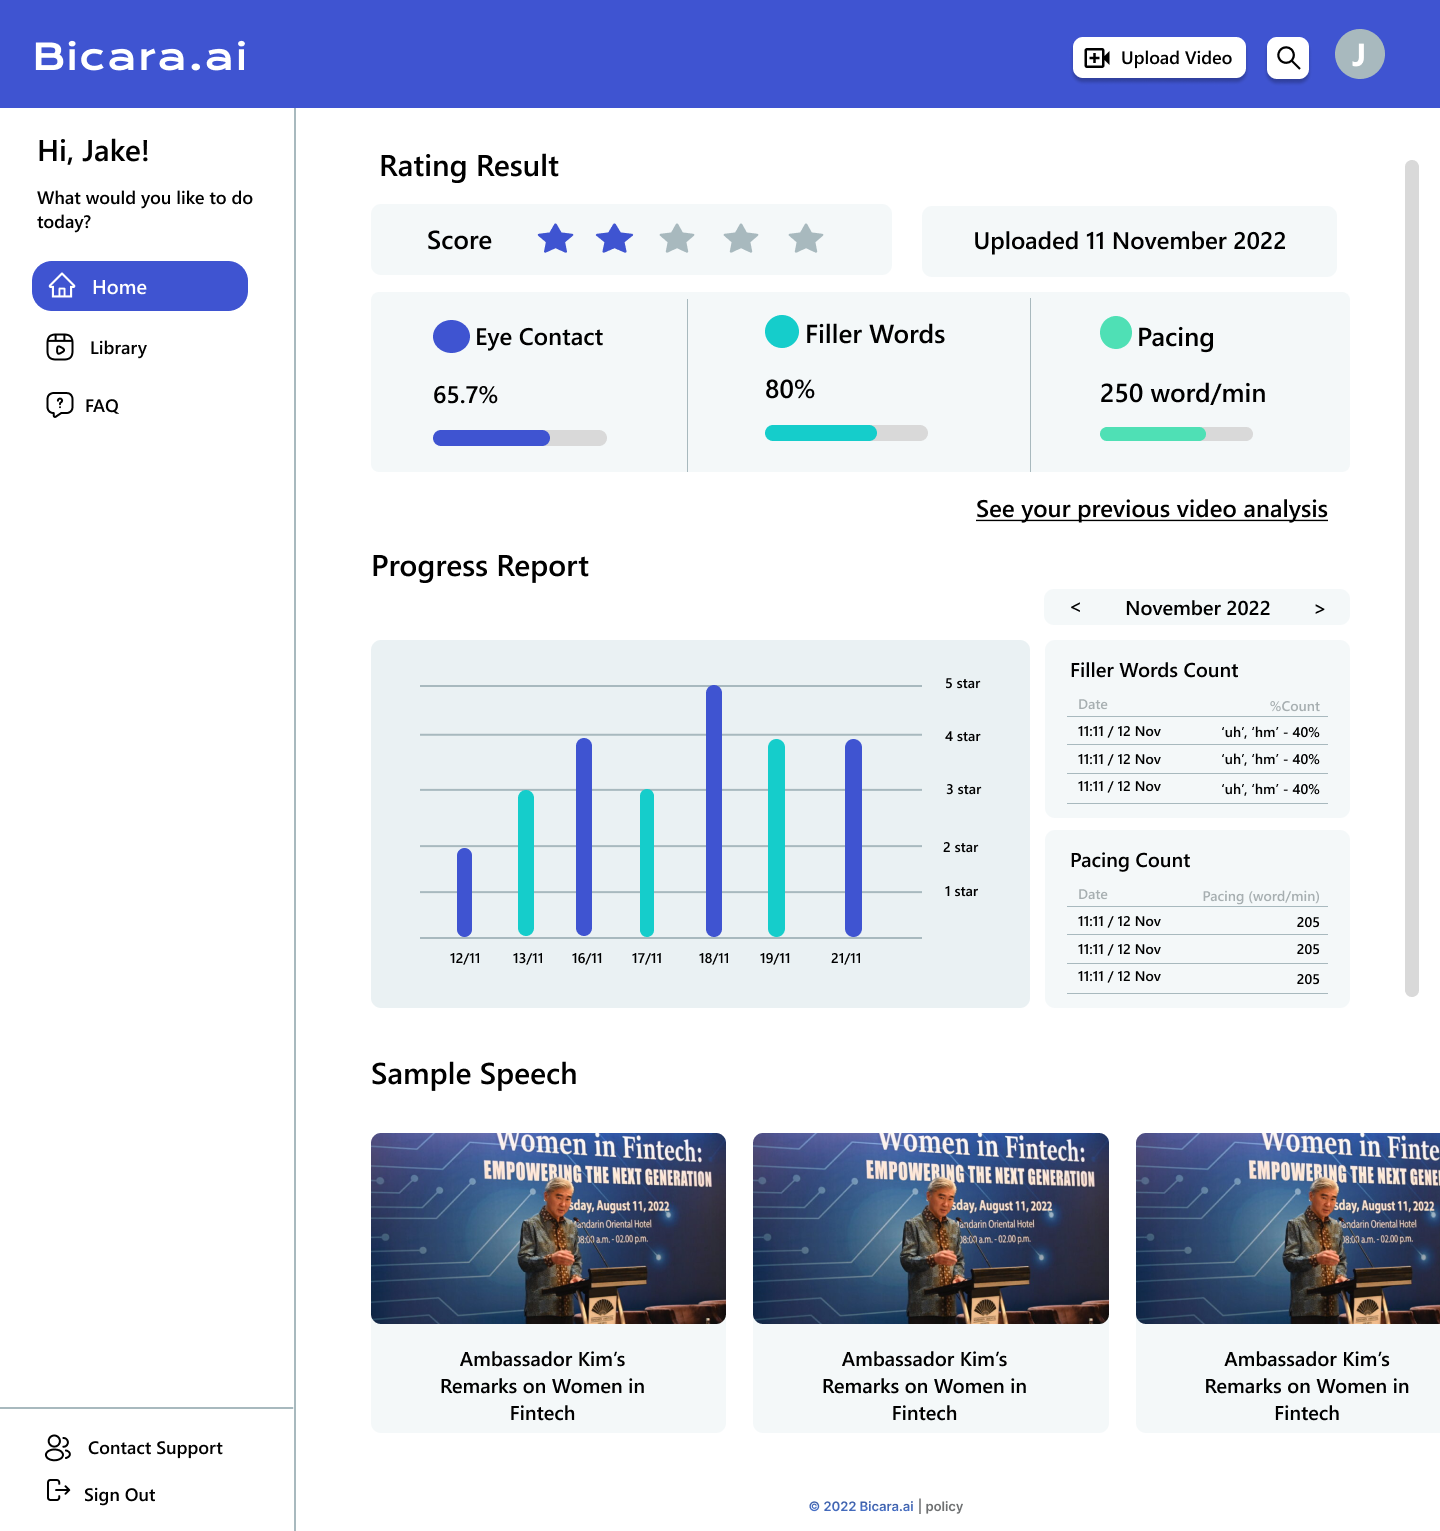 Bicara.ai
Upload Video
J
Hi, Jake!
What would you like to do
today?
Home
Library
FAQ
Contact Support
Sign Out
Rating Result
Score
Uploaded 11 November 2022
Eye Contact
65.7%
Filler Words
80%
Pacing
250 word/min
See your previous video analysis
Progress Report
< November 2022 >
5 star
4 star
3 star
2 star
1 star
12/11 13/11 16/11 17/11 18/11 19/11 21/11
Filler Words Count
Date %Count
11:11 / 12 Nov ‘uh’, ‘hm’ - 40%
11:11 / 12 Nov ‘uh’, ‘hm’ - 40%
11:11 / 12 Nov ‘uh’, ‘hm’ - 40%
Pacing Count
Date Pacing (word/min)
11:11 / 12 Nov 205
11:11 / 12 Nov 205
11:11 / 12 Nov 205
Sample Speech
Women in Fintech:
EMPOWERING THE NEXT GENERATION
sday, August 11, 2022
Mandarin Oriental Hotel
08:00 a.m. - 02.00 p.m.
Ambassador Kim’s
Remarks on Women in
Fintech
Women in Fintech:
EMPOWERING THE NEXT GENERATION
sday, August 11, 2022
Mandarin Oriental Hotel
08:00 a.m. - 02.00 p.m.
Ambassador Kim’s
Remarks on Women in
Fintech
Women in Finte
EMPOWERING THE NEXT GENE
sday, August 11, 2022
Mandarin Oriental Hotel
08:00 a.m. - 02.00 p.m.
Ambassador Kim’s
Remarks on Women in
Fintech
© 2022 Bicara.ai | policy